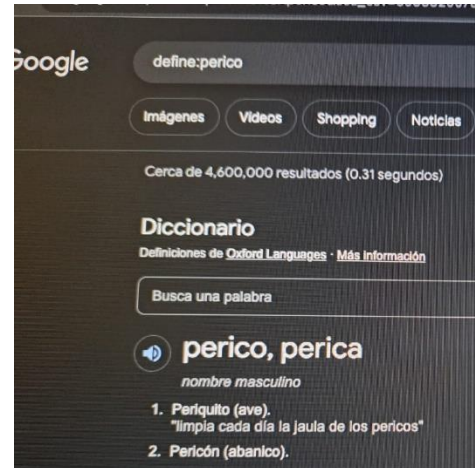 Google
define:perico
Imágenes Videos Shopping Noticias
Cerca de 4,600,000 resultados (0.31 segundos)
Diccionario
Definiciones de Oxford Languages · Más información
Busca una palabra
perico, perica
nombre masculino
1. Periquito (ave).
"limpia cada día la jaula de los pericos"
2. Pericón (abanico).